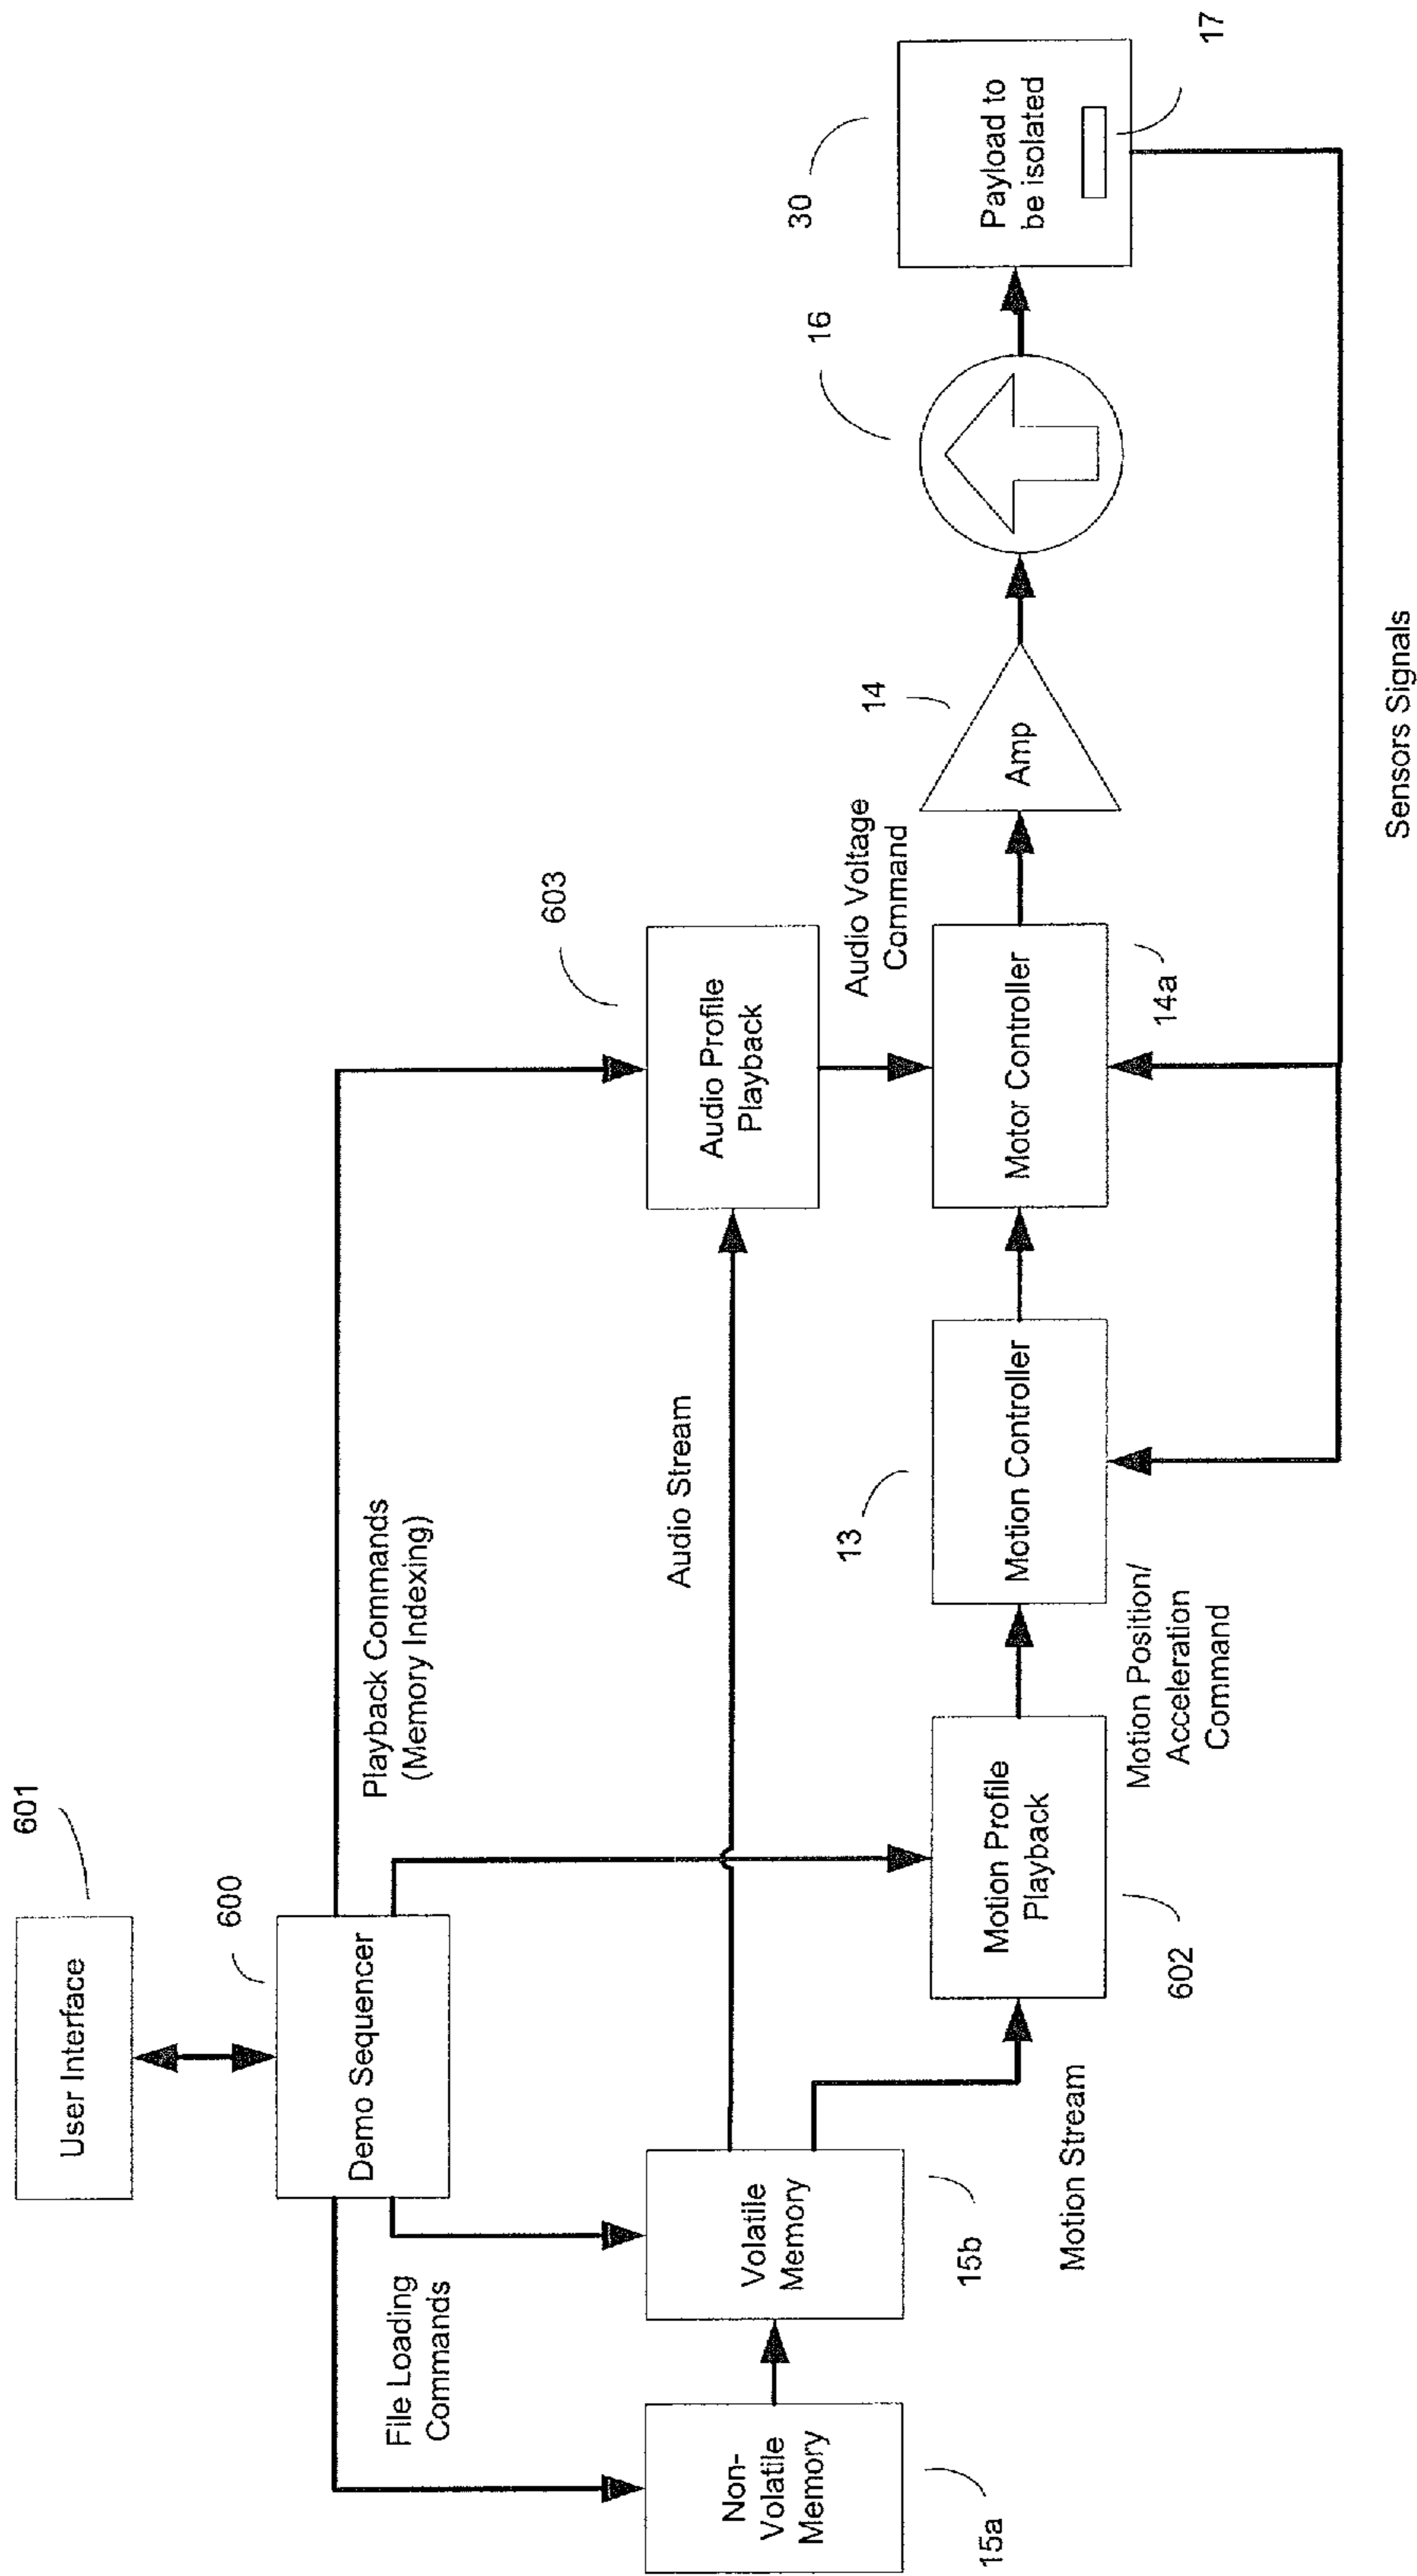 601
User Interface
600
Demo Sequencer
Playback Commands
(Memory Indexing)
File Loading
Commands
603
Audio Profile
Playback
Audio Stream
Non-
Volatile
Memory
15a
Volatile
Memory
15b
Motion Stream
Motion Profile
Playback
602
Motion Position/
Acceleration
Command
13
Motion Controller
Audio Voltage
Command
Motor Controller
14a
14
Amp
16
30
Payload to
be isolated
17
Sensors Signals